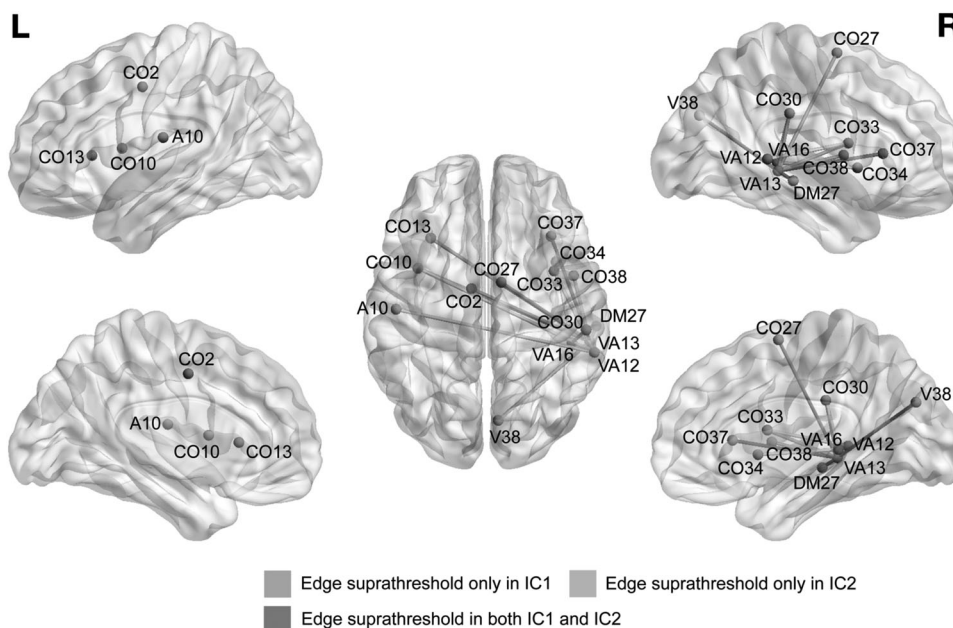 L
R
CO2
A10
CO13
CO10
CO27
V38
CO30
CO33
VA16
VA12
CO38
CO37
CO34
VA13
DM27
CO13
CO37
CO10
CO27
CO34
CO33
CO38
CO2
A10
CO30
DM27
VA16
VA13
VA12
V38
CO2
A10
CO10
CO13
CO27
CO30
V38
CO33
CO37
VA16
VA12
CO38
CO34
VA13
DM27
Edge suprathreshold only in IC1
Edge suprathreshold only in IC2
Edge suprathreshold in both IC1 and IC2